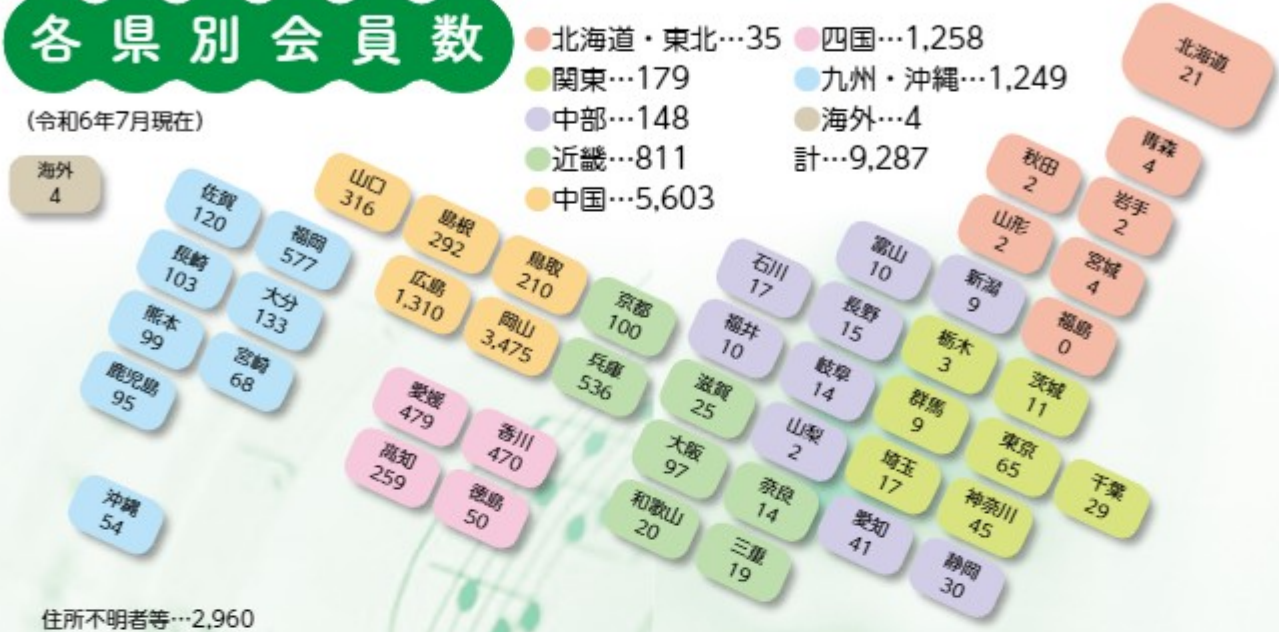 各県別会員数
(令和6年7月現在)
●北海道・東北…35
●関東…179
●中部…148
●近畿…811
●中国…5,603
●四国…1,258
●九州・沖縄…1,249
●海外…4
計…9,287
北海道
21
青森
4
秋田
2
岩手
2
山形
2
宮城
4
福島
0
海外
4
佐賀
120
福岡
577
長崎
103
大分
133
熊本
99
宮崎
68
鹿児島
95
沖縄
54
山口
316
島根
292
鳥取
210
広島
1,310
岡山
3,475
愛媛
479
香川
470
高知
259
徳島
50
京都
100
兵庫
536
滋賀
25
大阪
97
奈良
14
和歌山
20
三重
19
石川
17
富山
10
新潟
9
福井
10
長野
15
岐阜
14
山梨
2
愛知
41
静岡
30
栃木
3
茨城
11
群馬
9
東京
65
千葉
29
埼玉
17
神奈川
45
住所不明者等…2,960